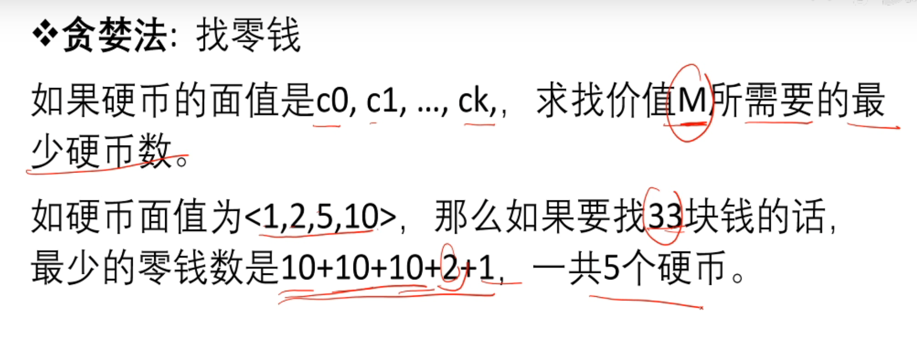 ❖贪婪法: 找零钱
如果硬币的面值是c0, c1, …, ck,, 求找价值M所需要的最
少硬币数。
如硬币面值为<1,2,5,10>, 那么如果要找33块钱的话,
最少的零钱数是10+10+10+2+1, 一共5个硬币。